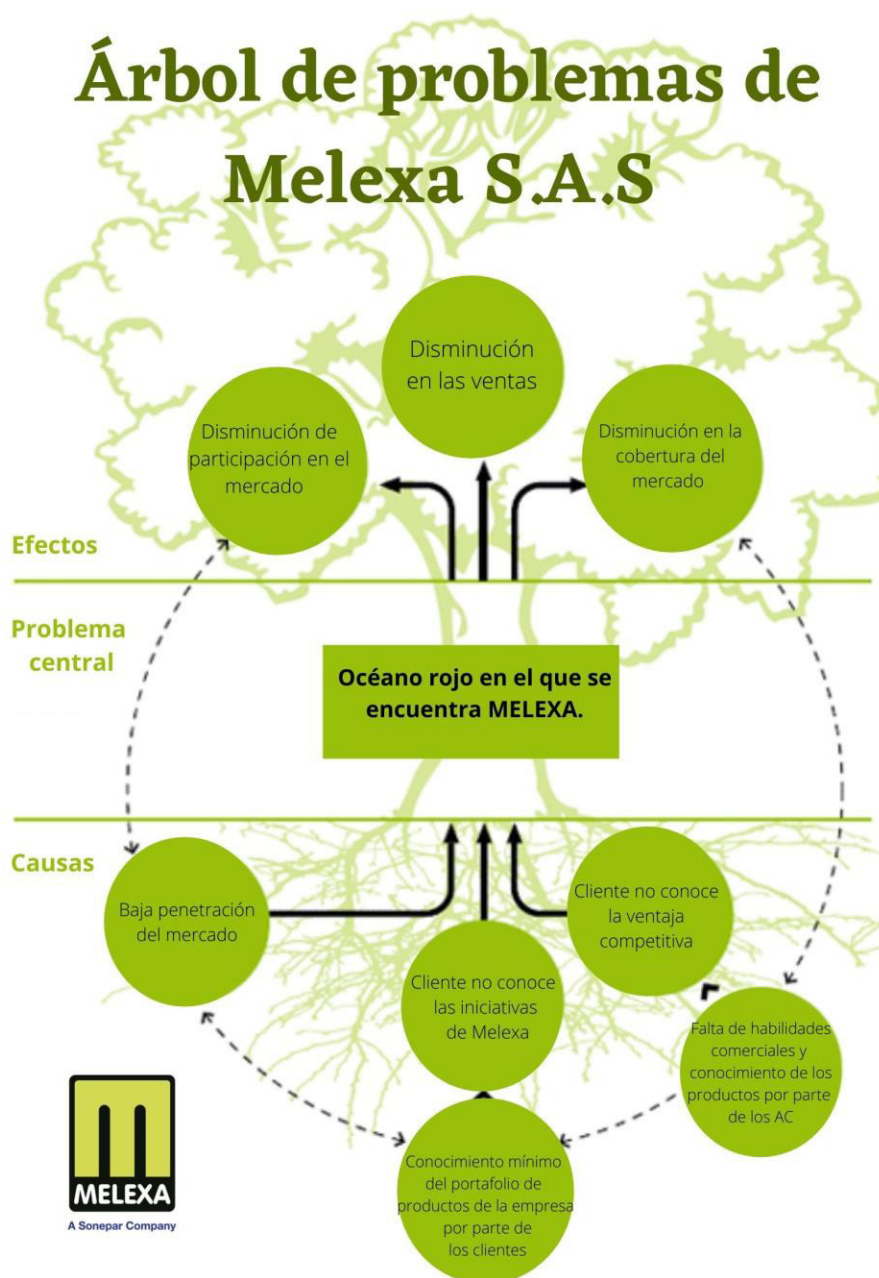 Árbol de problemas de
Melexa S.A.S
Disminución
en las ventas
Disminución de
participación en el
mercado
Disminución en la
cobertura del
mercado
Efectos
Problema
central
Océano rojo en el que se
encuentra MELEXA.
Causas
Baja penetración
del mercado
Cliente no conoce
las iniciativas
de Melexa
Cliente no conoce
la ventaja
competitiva
Falta de habilidades
comerciales y
conocimiento de los
productos por parte
de los AC
Conocimiento mínimo
del portafolio de
productos de la empresa
por parte de
los clientes
MELEXA
A Sonepar Company